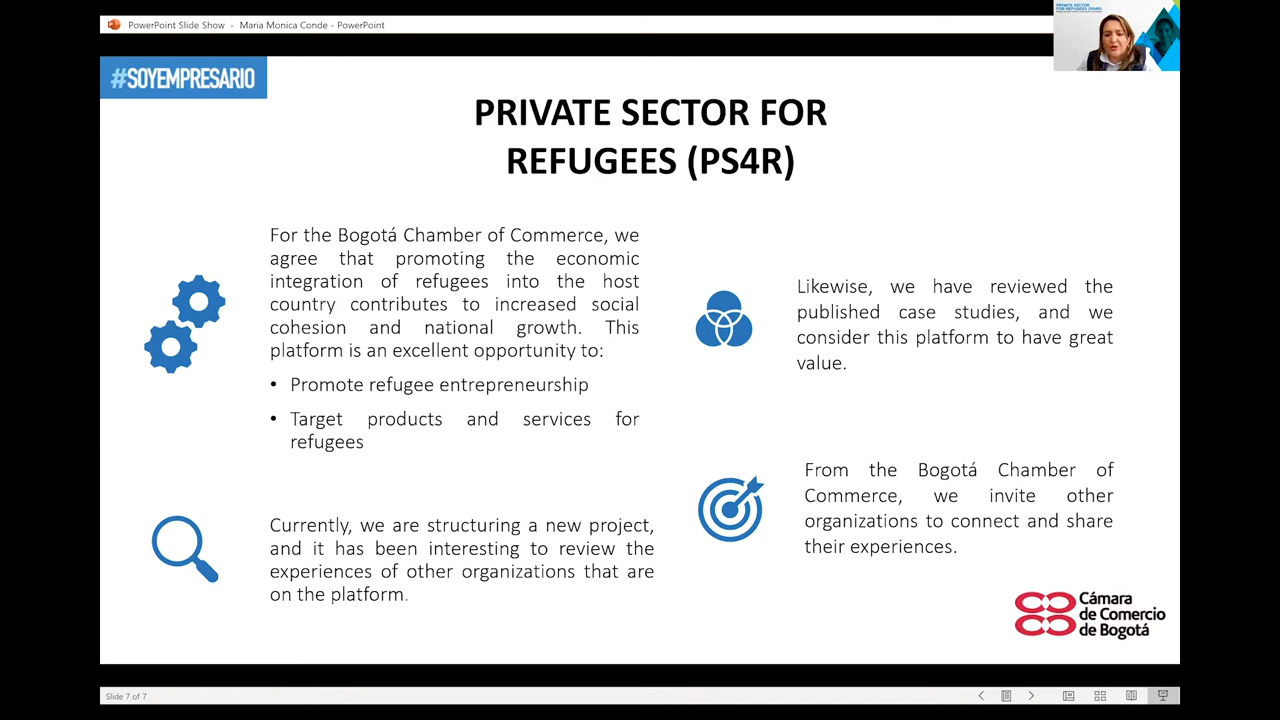 PowerPoint Slide Show - Maria Monica Conde - PowerPoint
PRIVATE SECTOR
FOR REFUGEES (PS4R)
#SOYEMPRESARIO
PRIVATE SECTOR FOR
REFUGEES (PS4R)
For the Bogotá Chamber of Commerce, we
agree that promoting the economic
integration of refugees into the host
country contributes to increased social
cohesion and national growth. This
platform is an excellent opportunity to:
• Promote refugee entrepreneurship
• Target products and services for
refugees
Currently, we are structuring a new project,
and it has been interesting to review the
experiences of other organizations that are
on the platform.
Likewise, we have reviewed the
published case studies, and we
consider this platform to have great
value.
From the Bogotá Chamber of
Commerce, we invite other
organizations to connect and share
their experiences.
Cámara
de Comercio
de Bogotá
Slide 7 of 7